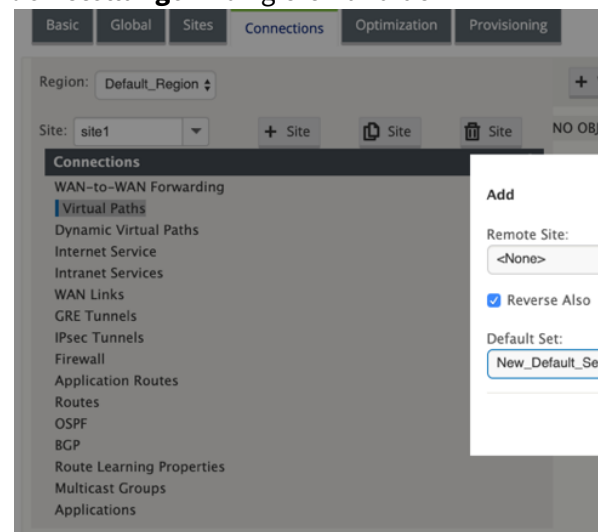 Basic Global Sites Connections Optimization Provisioning
Region: Default_Region
+
Site: site1 + Site Site Site NO OBJ
Connections
WAN-to-WAN Forwarding
Virtual Paths
Dynamic Virtual Paths
Internet Service
Intranet Services
WAN Links
GRE Tunnels
IPsec Tunnels
Firewall
Application Routes
Routes
OSPF
BGP
Route Learning Properties
Multicast Groups
Applications
Add
Remote Site:
<None>
Reverse Also
Default Set:
New_Default_Se